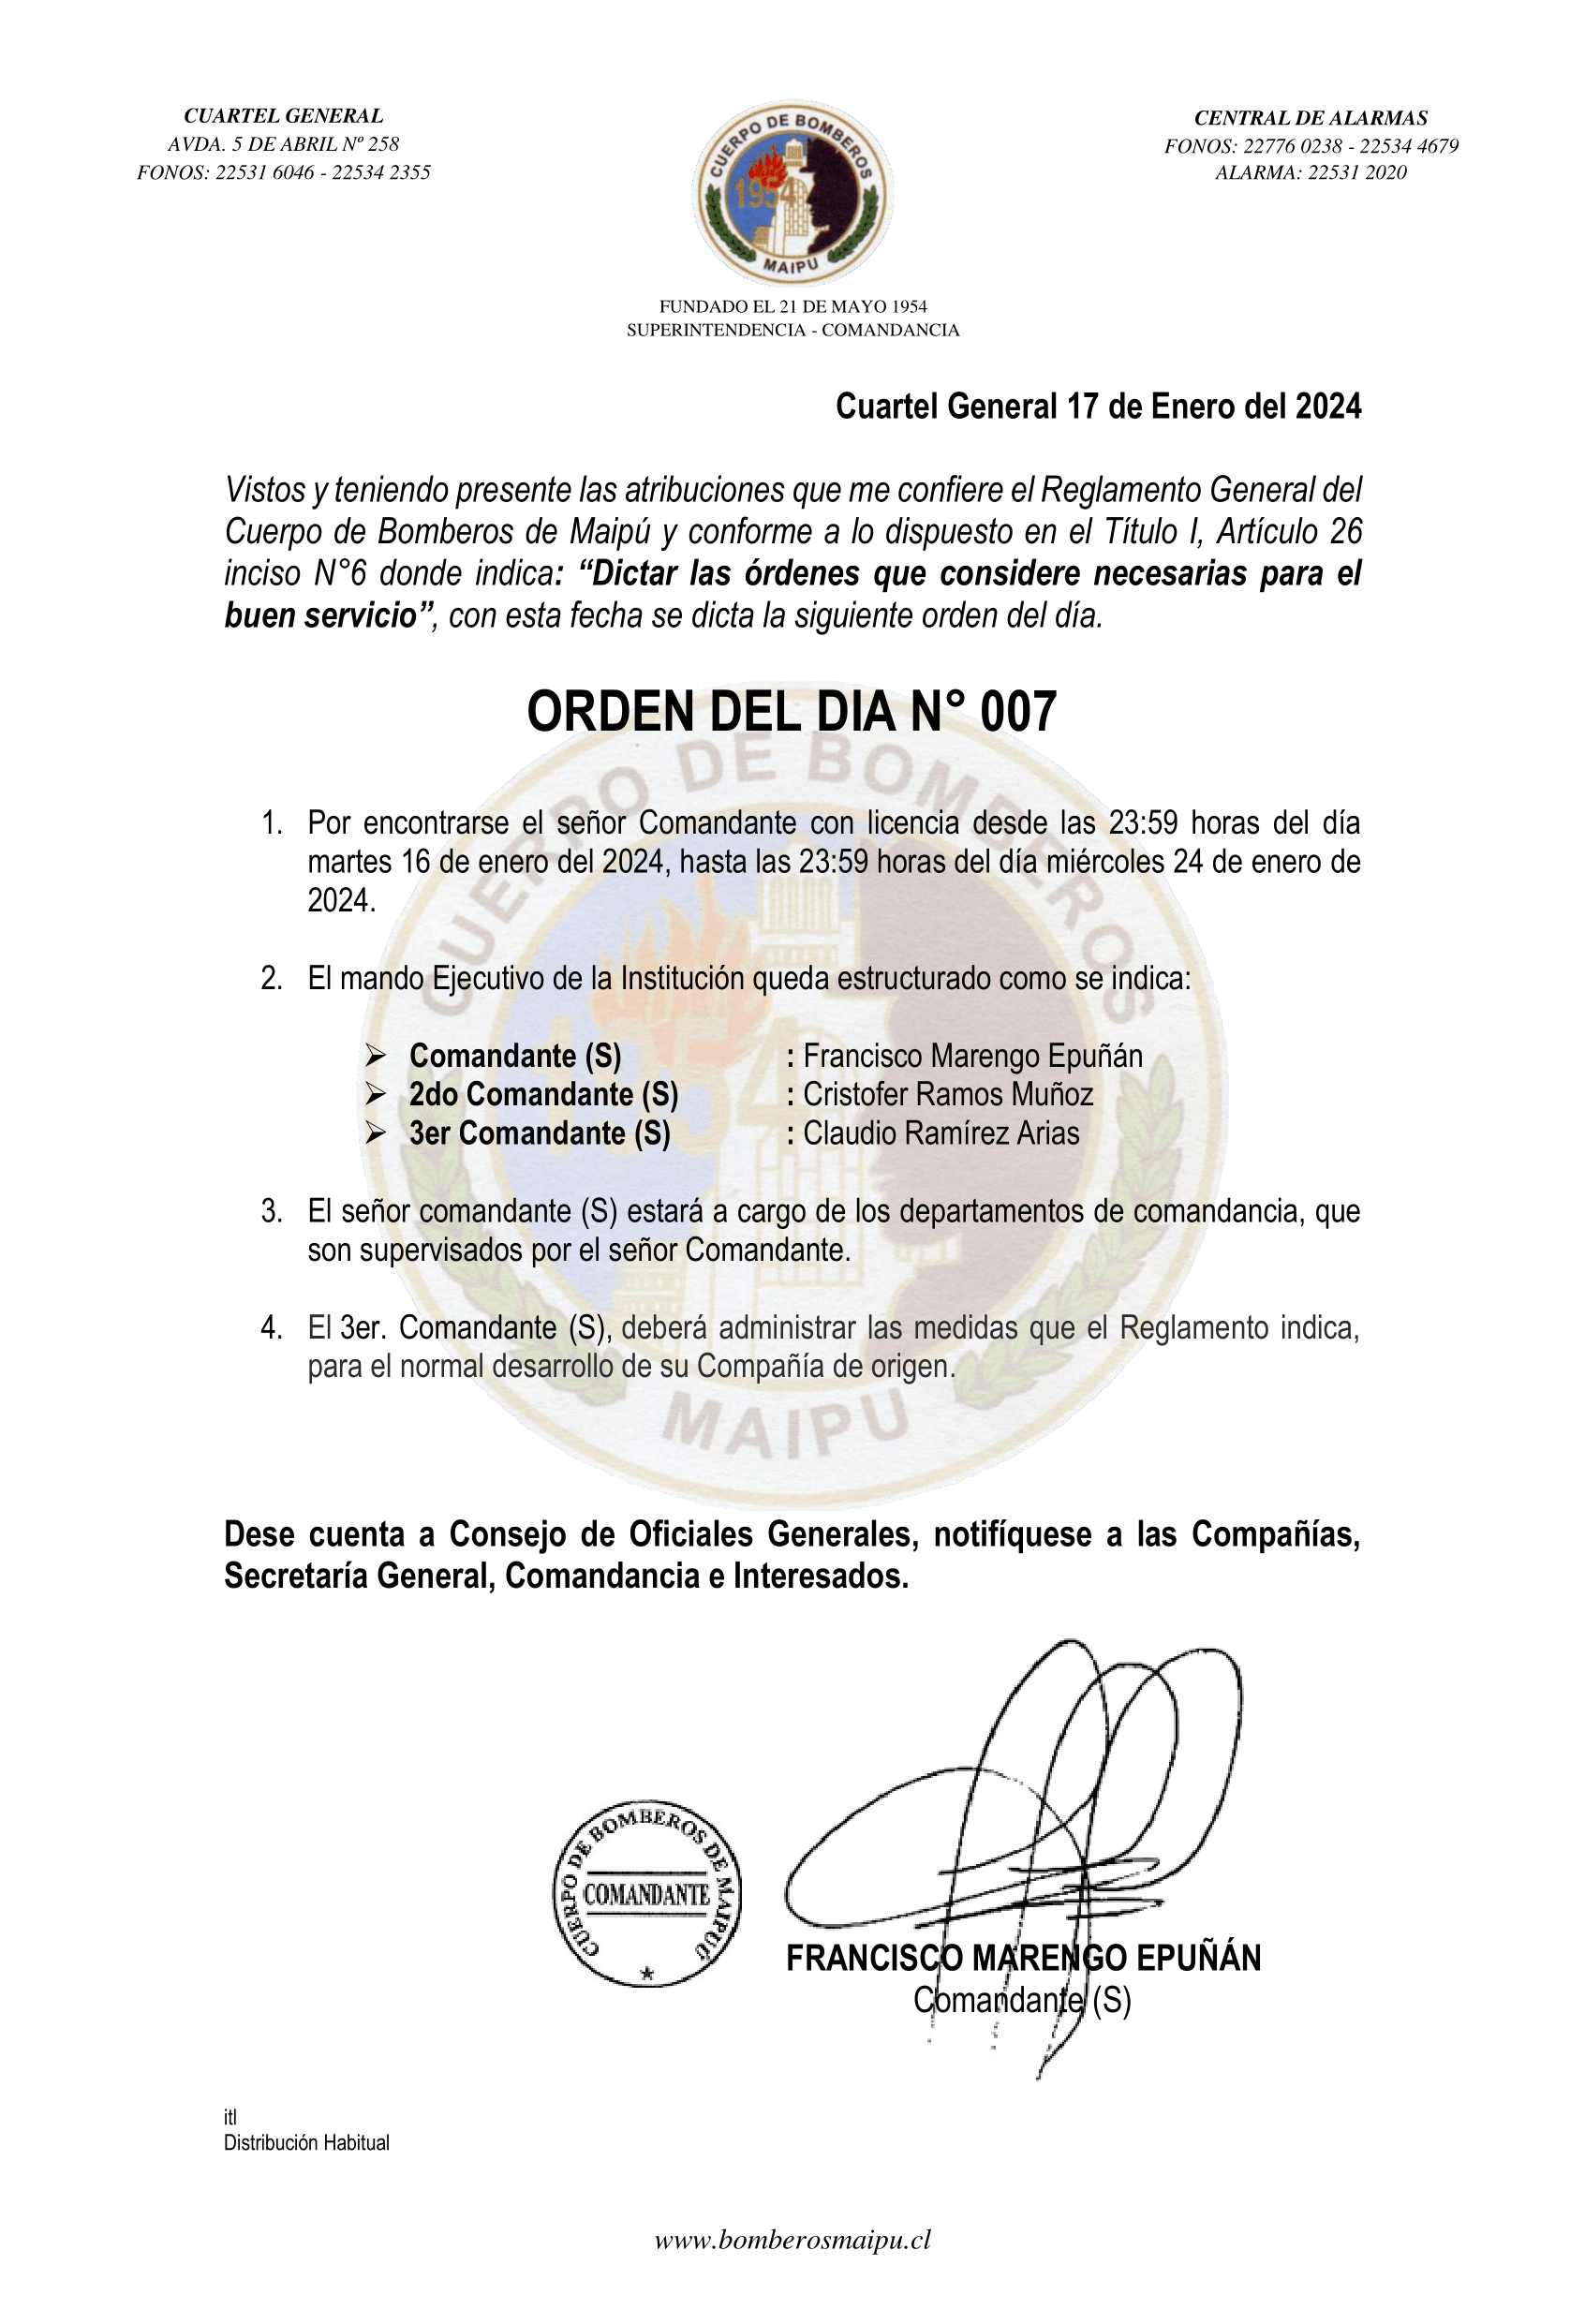 CUARTEL GENERAL
AVDA. 5 DE ABRIL Nº 258
FONOS: 22531 6046 - 22534 2355
CUERPO DE BOMBEROS
1954
MAIPU
FUNDADO EL 21 DE MAYO 1954
SUPERINTENDENCIA - COMANDANCIA
CENTRAL DE ALARMAS
FONOS: 22776 0238 - 22534 4679
ALARMA: 22531 2020
Cuartel General 17 de Enero del 2024
Vistos y teniendo presente las atribuciones que me confiere el Reglamento General del
Cuerpo de Bomberos de Maipú y conforme a lo dispuesto en el Título I, Artículo 26
inciso N°6 donde indica: “Dictar las órdenes que considere necesarias para el
buen servicio”, con esta fecha se dicta la siguiente orden del día.
ORDEN DEL DIA N° 007
CUERPO DE BOMBEROS
1954
MAIPU
1. Por encontrarse el señor Comandante con licencia desde las 23:59 horas del día
martes 16 de enero del 2024, hasta las 23:59 horas del día miércoles 24 de enero de
2024.
2. El mando Ejecutivo de la Institución queda estructurado como se indica:
➢ Comandante (S) : Francisco Marengo Epuñán
➢ 2do Comandante (S) : Cristofer Ramos Muñoz
➢ 3er Comandante (S) : Claudio Ramírez Arias
3. El señor comandante (S) estará a cargo de los departamentos de comandancia, que
son supervisados por el señor Comandante.
4. El 3er. Comandante (S), deberá administrar las medidas que el Reglamento indica,
para el normal desarrollo de su Compañía de origen.
Dese cuenta a Consejo de Oficiales Generales, notifíquese a las Compañías,
Secretaría General, Comandancia e Interesados.
CUERPO DE BOMBEROS DE MAIPÚ
COMANDANTE
FRANCISCO MARENGO EPUÑÁN
Comandante (S)
itl
Distribución Habitual
www.bomberosmaipu.cl